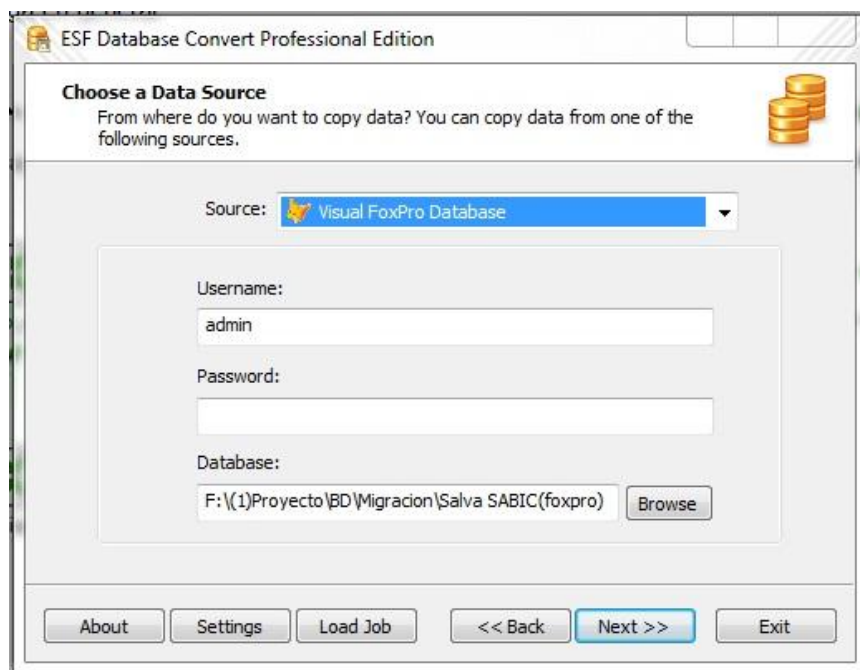 ESF Database Convert Professional Edition
Choose a Data Source
From where do you want to copy data? You can copy data from one of the
following sources.
Source: Visual FoxPro Database
Username:
admin
Password:
Database:
F:\(1)Proyecto\BD\Migracion\Salva SABIC(foxpro) Browse
About Settings Load Job << Back Next >> Exit